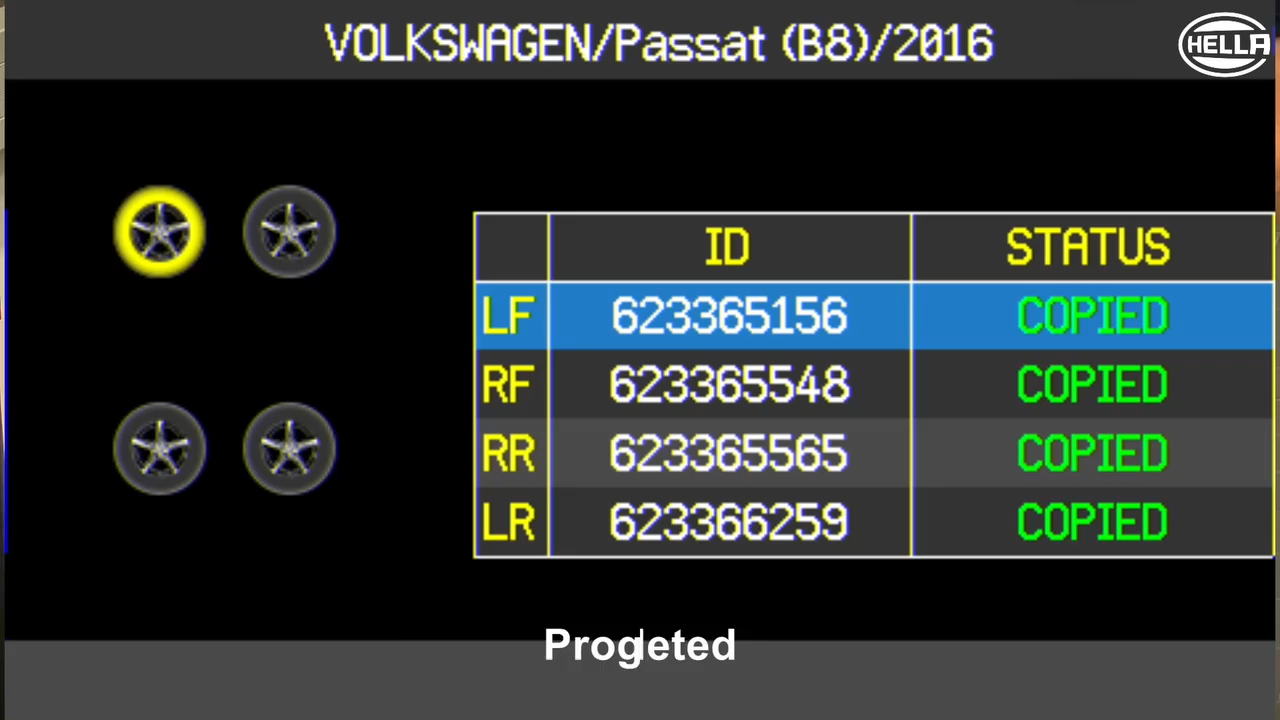 VOLKSWAGEN/Passat (B8)/2016
HELLA
ID STATUS
LF 623365156 COPIED
RF 623365548 COPIED
RR 623365565 COPIED
LR 623366259 COPIED